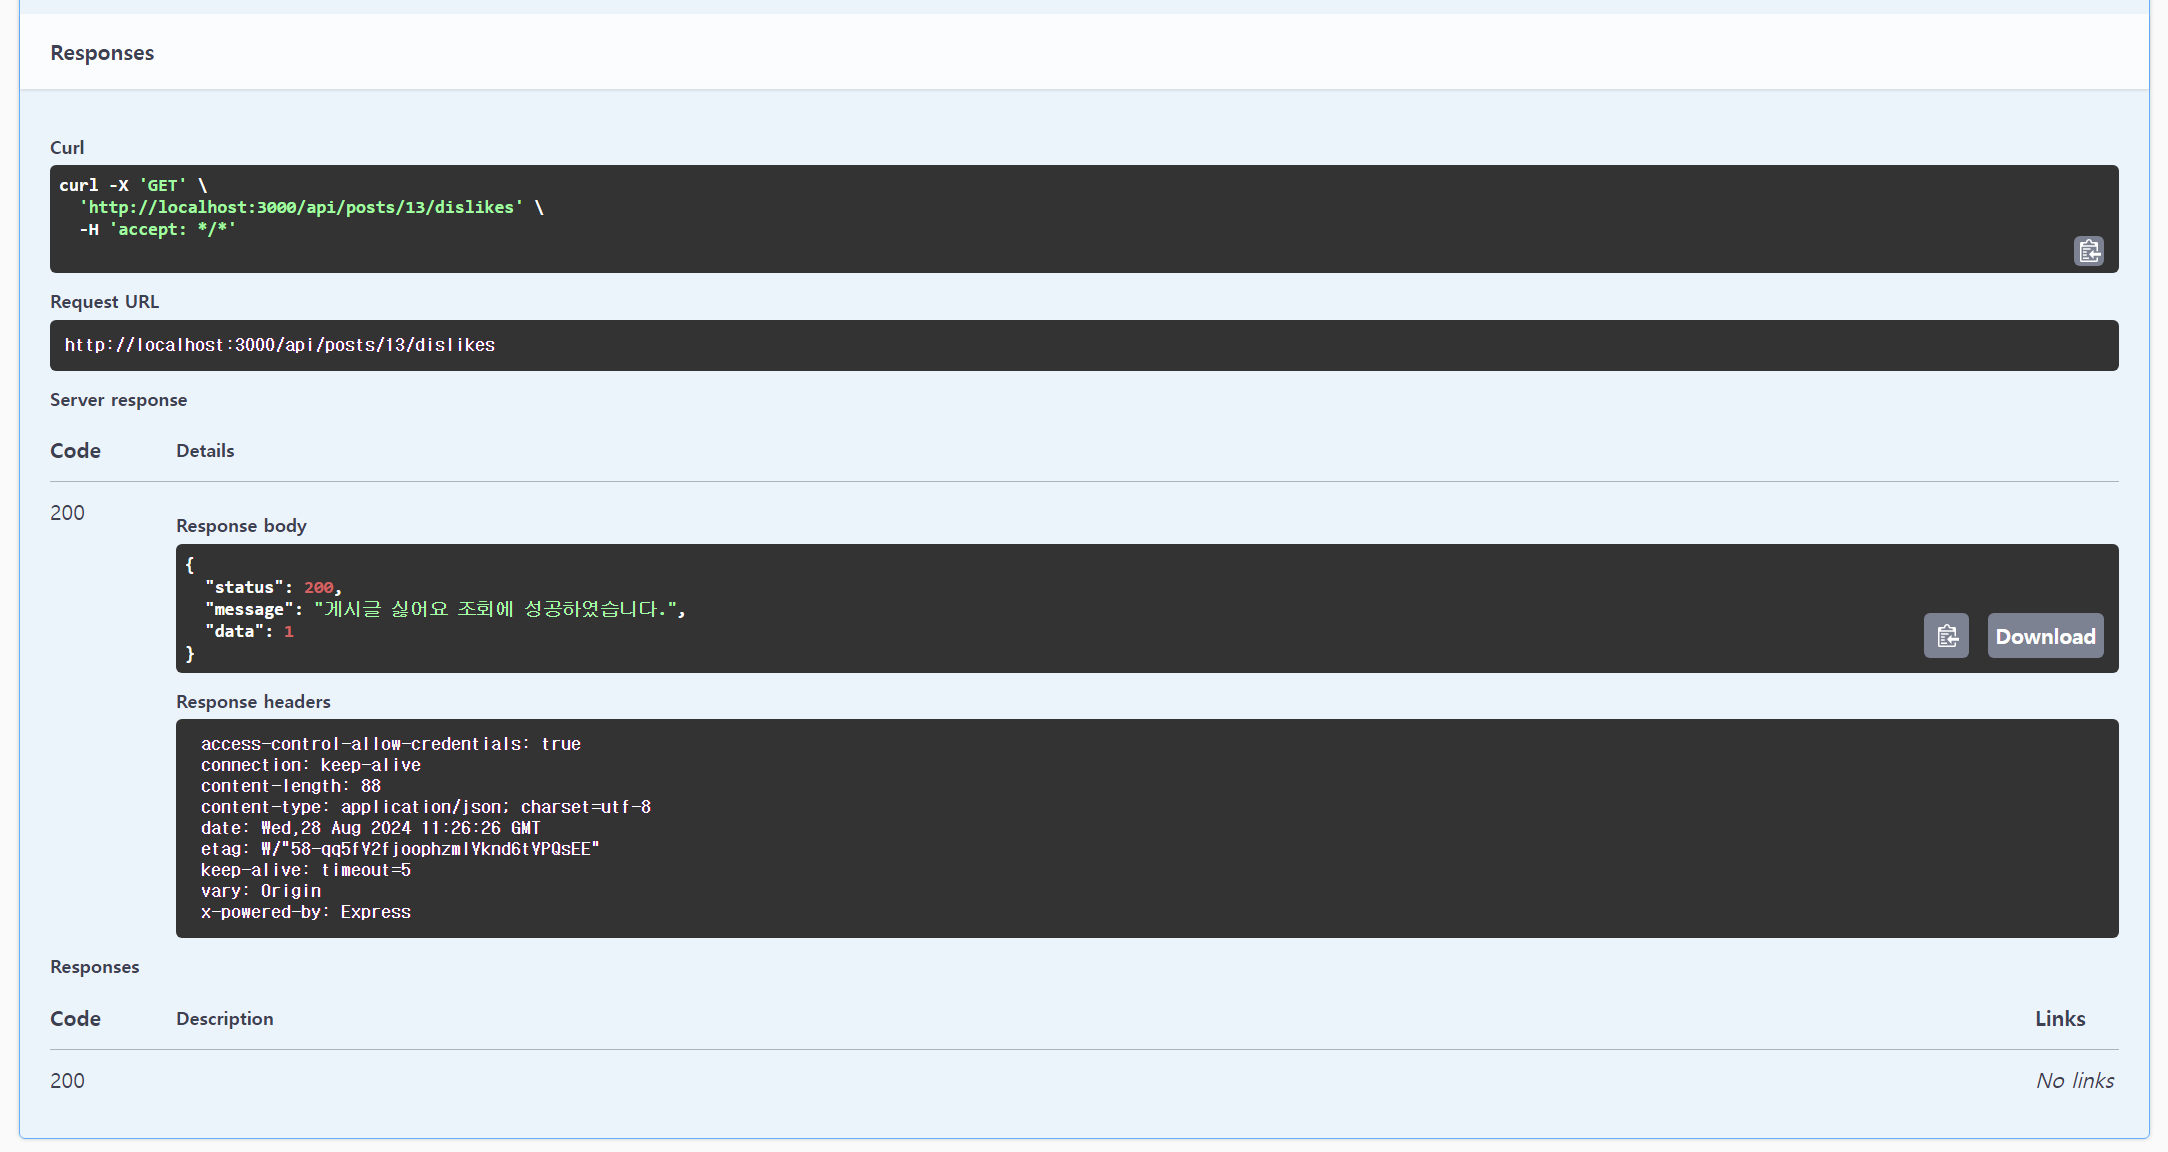 Responses
Curl
curl -X 'GET' \
  'http://localhost:3000/api/posts/13/dislikes' \
  -H 'accept: */*'
Request URL
http://localhost:3000/api/posts/13/dislikes
Server response
Code Details
200
Response body
{
  "status": 200,
  "message": "게시글 싫어요 조회에 성공하였습니다.",
  "data": 1
}
Download
Response headers
access-control-allow-credentials: true
connection: keep-alive
content-length: 88
content-type: application/json; charset=utf-8
date: Wed,28 Aug 2024 11:26:26 GMT
etag: W/"58-qq5fV2fjoophzmlVknd6tVPQsEE"
keep-alive: timeout=5
vary: Origin
x-powered-by: Express
Responses
Code Description Links
200 No links